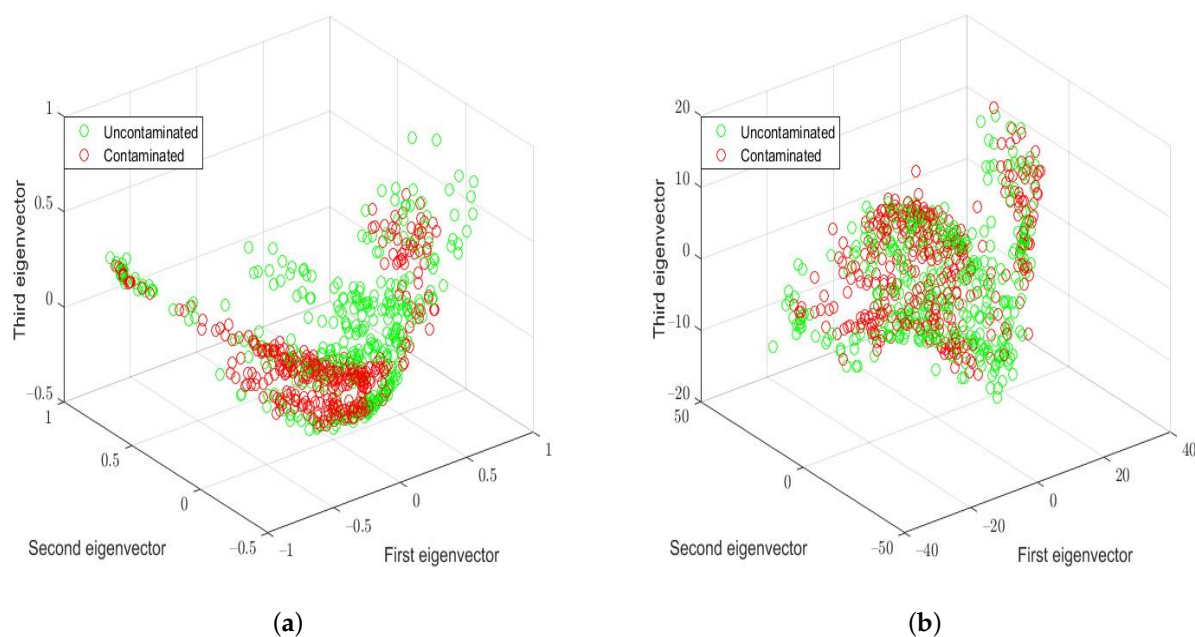 1
0.5
0
−0.5
Third eigenvector
Uncontaminated
Contaminated
1
0.5
0
−0.5
Second eigenvector
−1
−0.5
0
0.5
1
First eigenvector
(a)
20
10
0
−10
−20
Third eigenvector
Uncontaminated
Contaminated
50
0
−50
Second eigenvector
−40
−20
0
20
40
First eigenvector
(b)